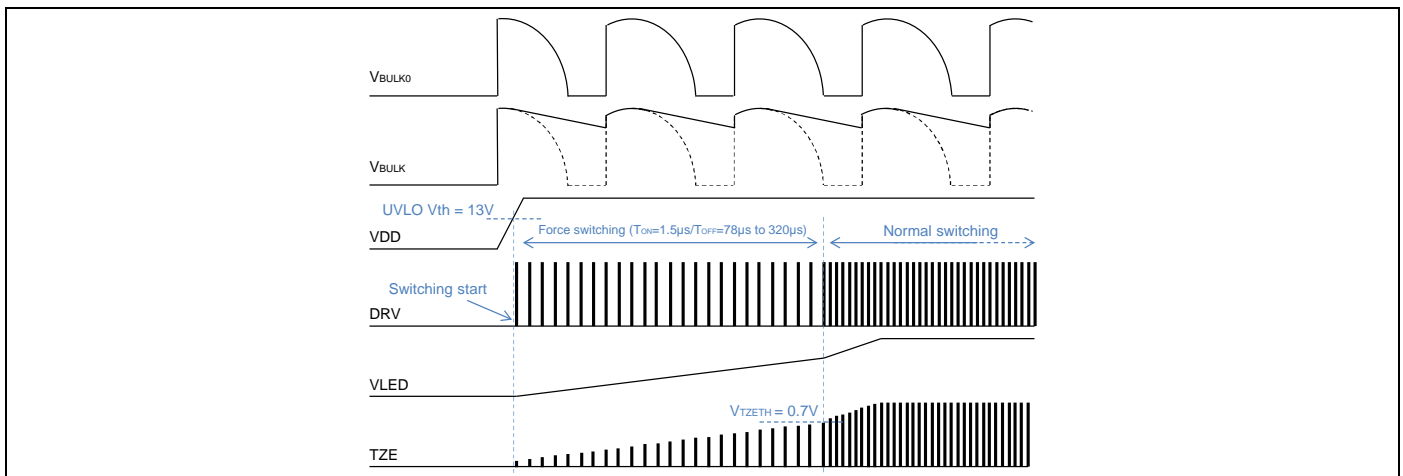 VBULK0
VBULK
UVLO Vth = 13V
VDD
Force switching (TON=1.5μs/TOFF=78μs to 320μs)
Normal switching
Switching start
DRV
VLED
VTZETH = 0.7V
TZE